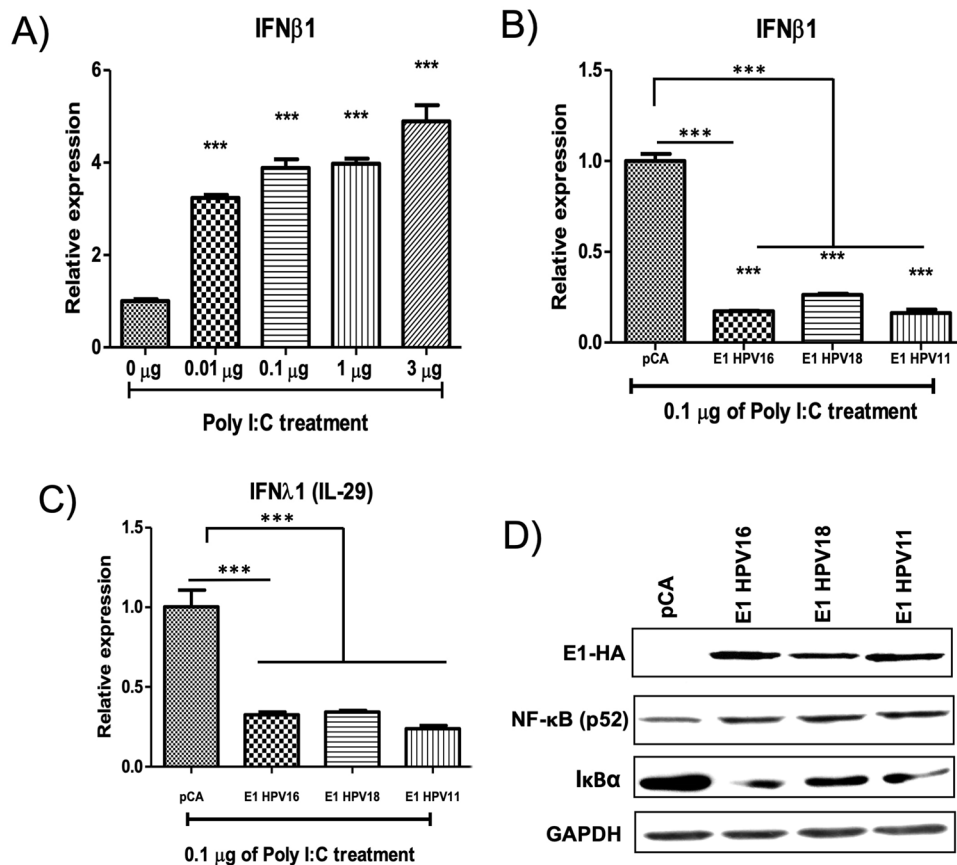 A)
IFNβ1
Relative expression
6
4
2
0
***
***
***
***
0 μg
0.01 μg
0.1 μg
1 μg
3 μg
Poly I:C treatment
B)
IFNβ1
Relative expression
1.5
1.0
0.5
0.0
***
***
***
***
***
pCA
E1 HPV16
E1 HPV18
E1 HPV11
0.1 μg of Poly I:C treatment
C)
IFNλ1 (IL-29)
Relative expression
1.5
1.0
0.5
0.0
***
***
pCA
E1 HPV16
E1 HPV18
E1 HPV11
0.1 μg of Poly I:C treatment
D)
pCA
E1 HPV16
E1 HPV18
E1 HPV11
E1-HA
NF-κB (p52)
IκBα
GAPDH